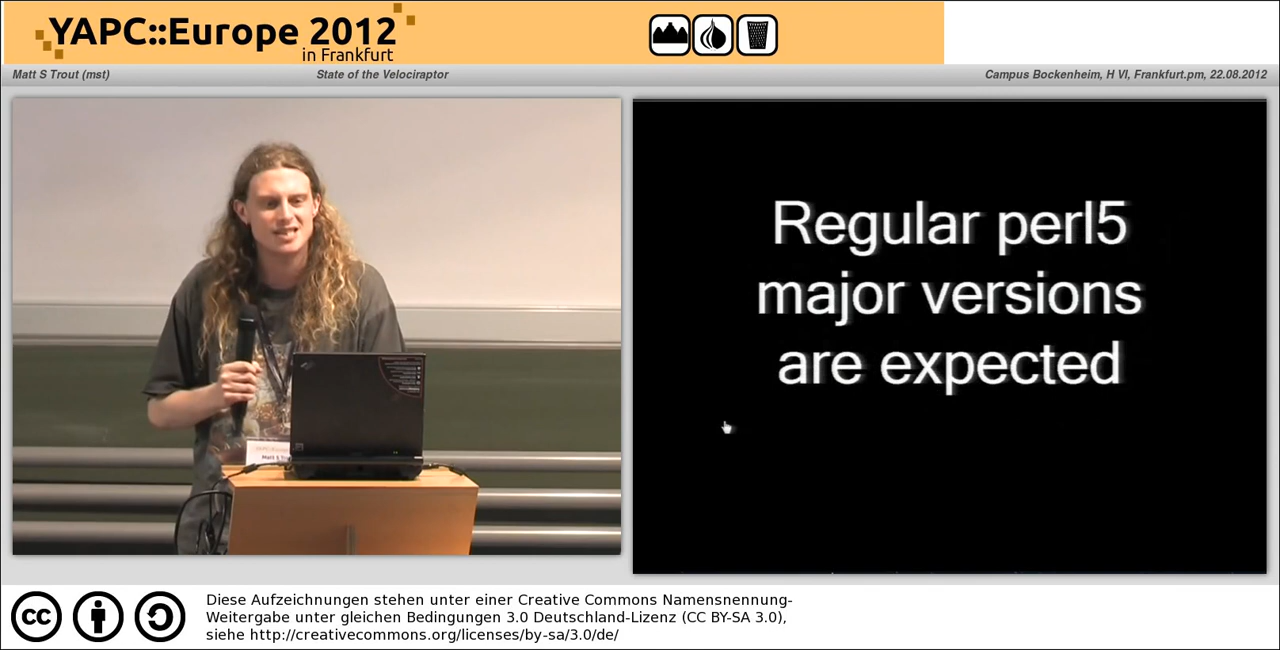 YAPC::Europe 2012
in Frankfurt
Matt S Trout (mst)
State of the Velociraptor
Campus Bockenheim, H VI, Frankfurt.pm, 22.08.2012
Regular perl5
major versions
are expected
Matt S
cc
Diese Aufzeichnungen stehen unter einer Creative Commons Namensnennung-
Weitergabe unter gleichen Bedingungen 3.0 Deutschland-Lizenz (CC BY-SA 3.0),
siehe http://creativecommons.org/licenses/by-sa/3.0/de/